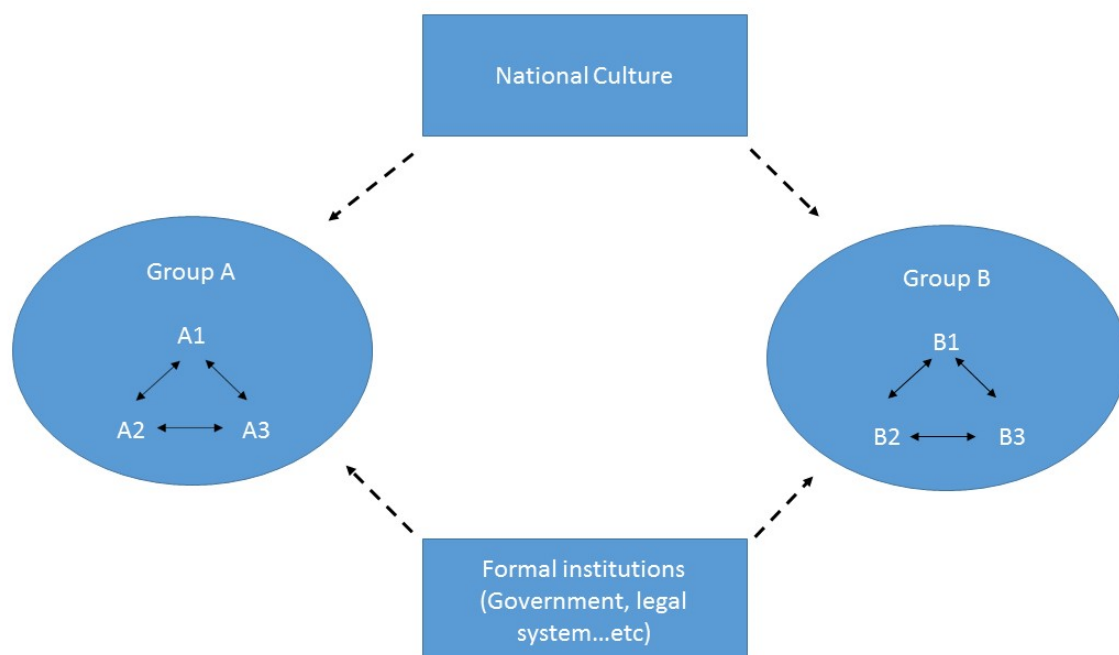 National Culture
Group A
A1
A2
A3
Group B
B1
B2
B3
Formal institutions
(Government, legal
system...etc)